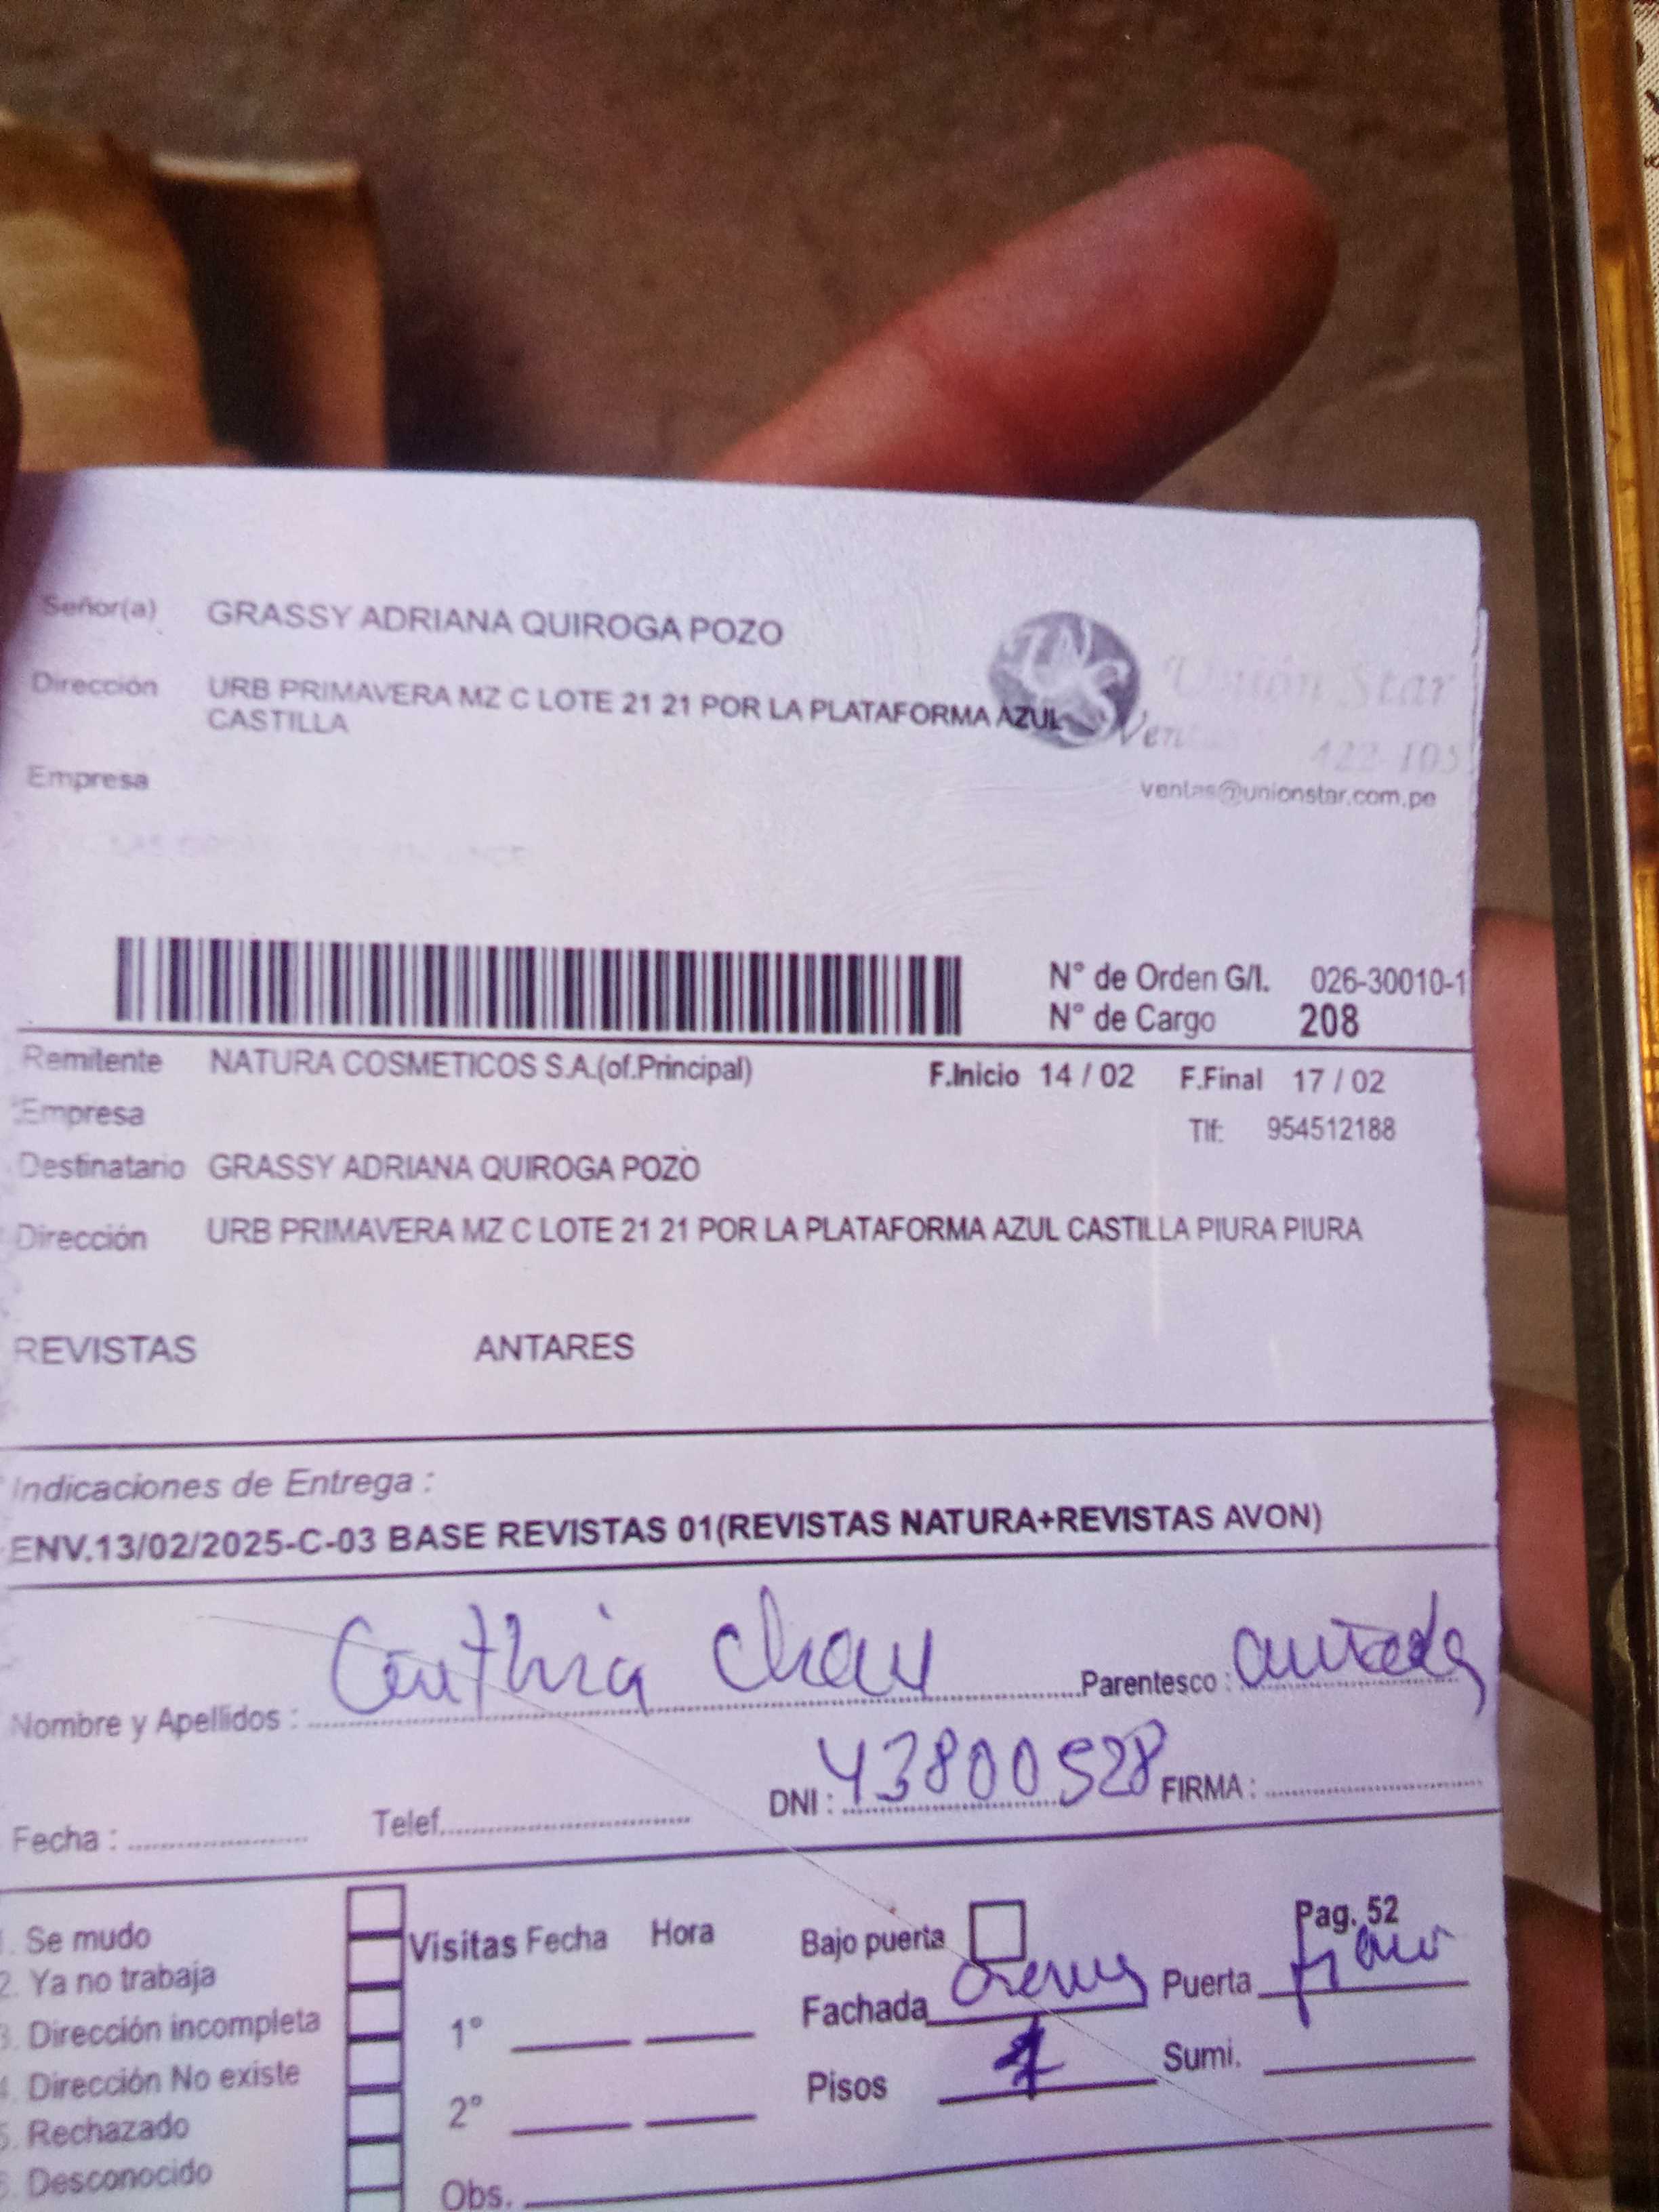 Señor(a) GRASSY ADRIANA QUIROGA POZO
Dirección URB PRIMAVERA MZ C LOTE 21 21 POR LA PLATAFORMA AZUL
CASTILLA
Unión Star
Ventas 422-105
Empresa
ventas@unionstar.com.pe
N° de Orden G/I. 026-30010-1
N° de Cargo 208
Remitente NATURA COSMETICOS S.A.(of.Principal) F.Inicio 14 / 02 F.Final 17 / 02
Empresa
Tlf: 954512188
Destinatario GRASSY ADRIANA QUIROGA POZO
Dirección URB PRIMAVERA MZ C LOTE 21 21 POR LA PLATAFORMA AZUL CASTILLA PIURA PIURA
REVISTAS ANTARES
Indicaciones de Entrega :
ENV.13/02/2025-C-03 BASE REVISTAS 01(REVISTAS NATURA+REVISTAS AVON)
Nombre y Apellidos : Cinthia Parentesco :
Fecha : Telef. DNI : 43800528 FIRMA :
1. Se mudo
2. Ya no trabaja
3. Dirección incompleta
4. Dirección No existe
5. Rechazado
6. Desconocido
Visitas Fecha Hora
1°
2°
Obs.
Bajo puerta Pag. 52
Fachada Puerta
Pisos 1 Sumi.